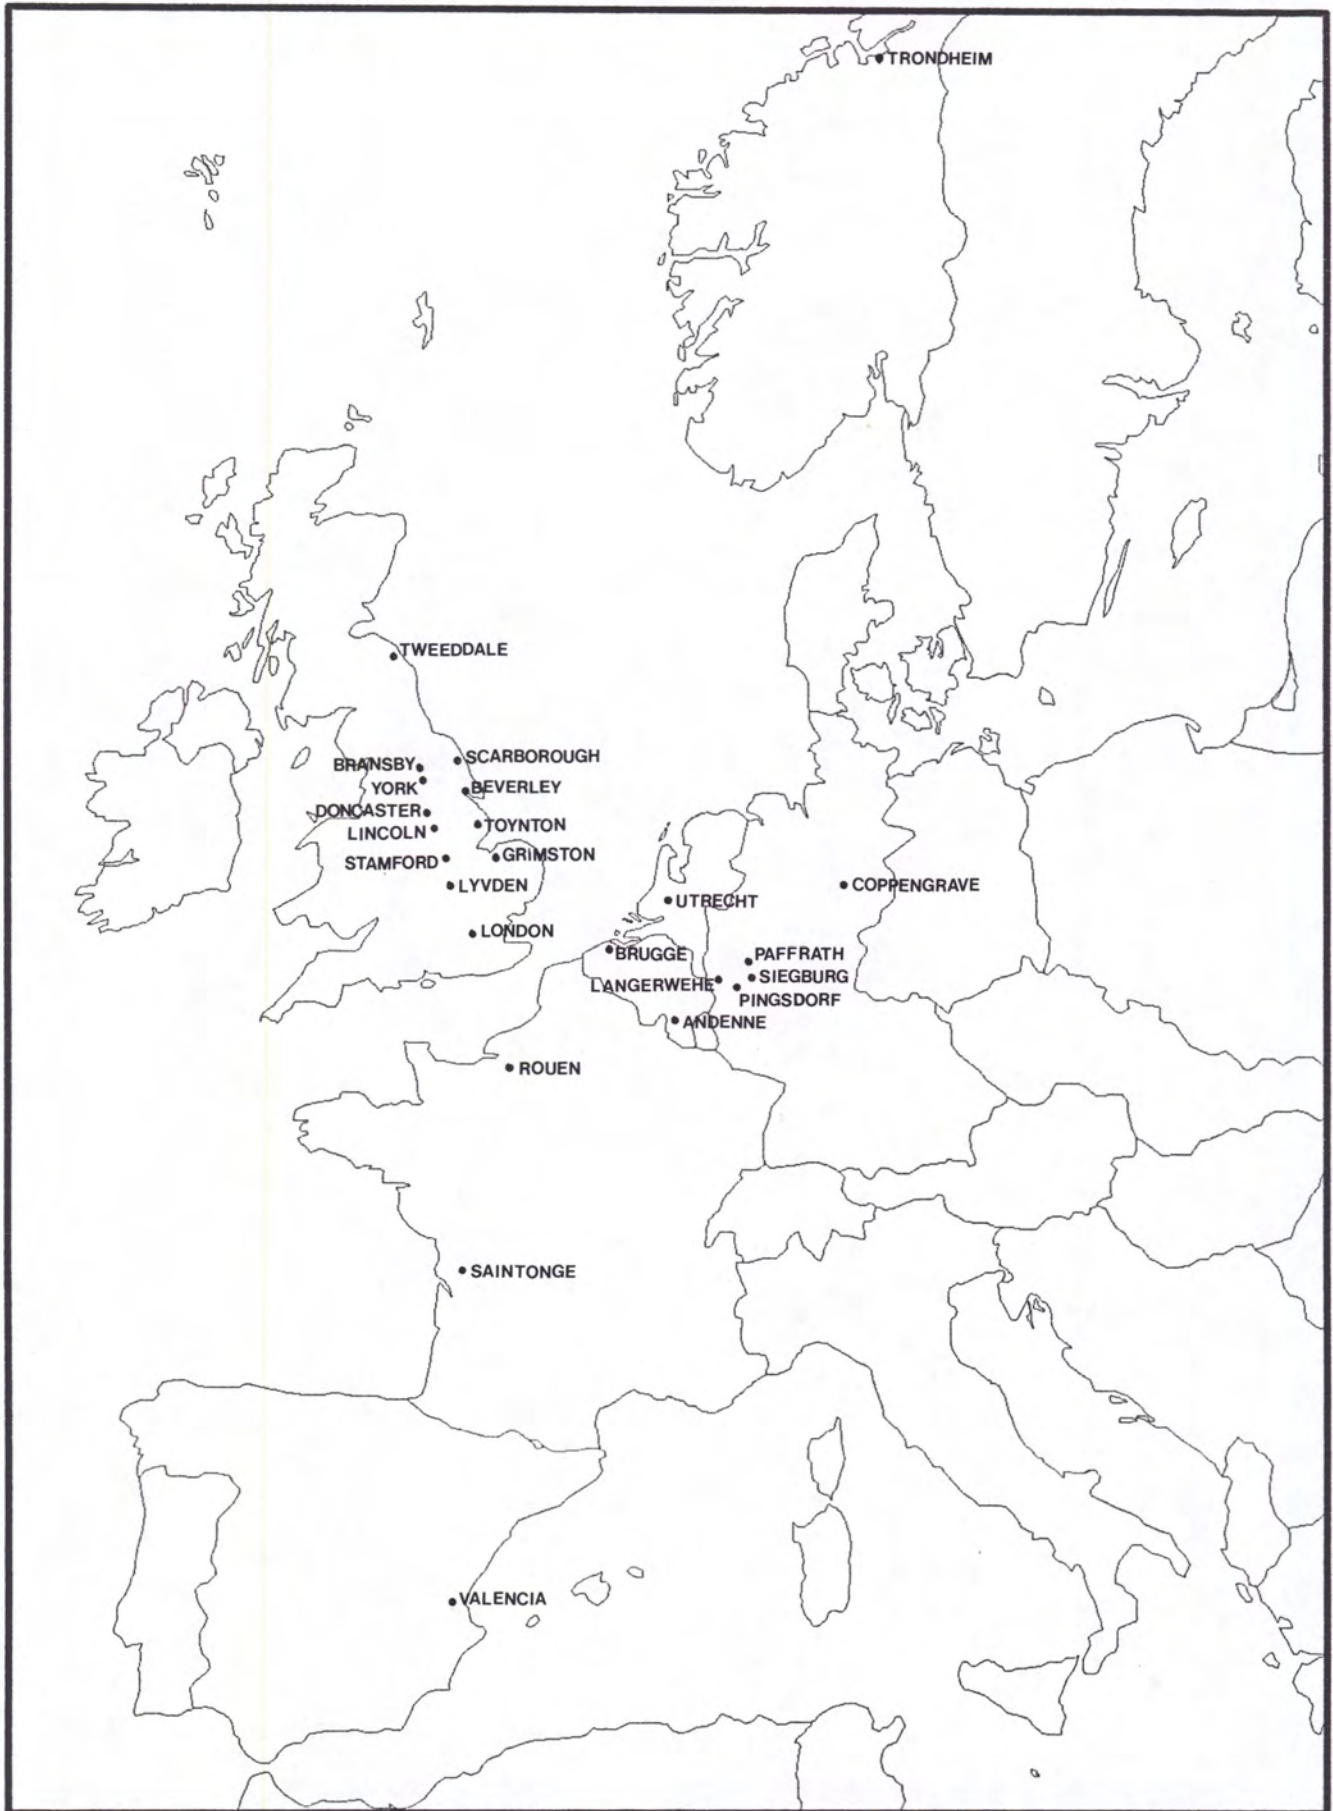 TRONDHEIM
TWEEDDALE
SCARBOROUGH
BRANSBY
YORK
BEVERLEY
DONCASTER
TOYNTON
LINCOLN
GRIMSTON
STAMFORD
LYVDEN
COPPENGRAVE
UTRECHT
LONDON
BRUGGE
PAFFRATH
SIEGBURG
LANGERWEHE
PINGSDORF
ANDENNE
ROUEN
SAINTONGE
VALENCIA